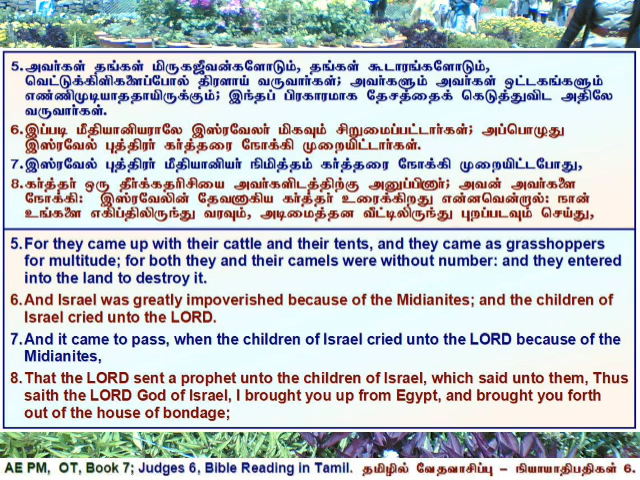 5.அவர்கள் தங்கள் மிருகஜீவன்களோடும், தங்கள் கூடாரங்களோடும்,
வெட்டுக்கிளிகளைப்போல் திரளாய் வருவார்கள்; அவர்களும் அவர்கள் ஒட்டகங்களும்
எண்ணிமுடியாததாயிருக்கும்; இந்தப் பிரகாரமாக தேசத்தைக் கெடுத்துவிட அதிலே
வருவார்கள்.
6.இப்படி மீதியானியராலே இஸ்ரவேலர் மிகவும் சிறுமைப்பட்டார்கள்; அப்பொழுது
இஸ்ரவேல் புத்திரர் கர்த்தரை நோக்கி முறையிட்டார்கள்.
7.இஸ்ரவேல் புத்திரர் மீதியானியர் நிமித்தம் கர்த்தரை நோக்கி முறையிட்டபோது,
8.கர்த்தர் ஒரு தீர்க்கதரிசியை அவர்களிடத்திற்கு அனுப்பினார்; அவன் அவர்களை
நோக்கி: இஸ்ரவேலின் தேவனாகிய கர்த்தர் உரைக்கிறது என்னவென்றால்: நான்
உங்களை எகிப்திலிருந்து வரவும், அடிமைத்தன வீட்டிலிருந்து புறப்படவும் செய்து,
5.For they came up with their cattle and their tents, and they came as grasshoppers
for multitude; for both they and their camels were without number: and they entered
into the land to destroy it.
6.And Israel was greatly impoverished because of the Midianites; and the children of
Israel cried unto the LORD.
7.And it came to pass, when the children of Israel cried unto the LORD because of the
Midianites,
8.That the LORD sent a prophet unto the children of Israel, which said unto them, Thus
saith the LORD God of Israel, I brought you up from Egypt, and brought you forth
out of the house of bondage;
AE PM, OT, Book 7; Judges 6, Bible Reading in Tamil. தமிழில் வேதவாசிப்பு – நியாயாதிபதிகள் 6.